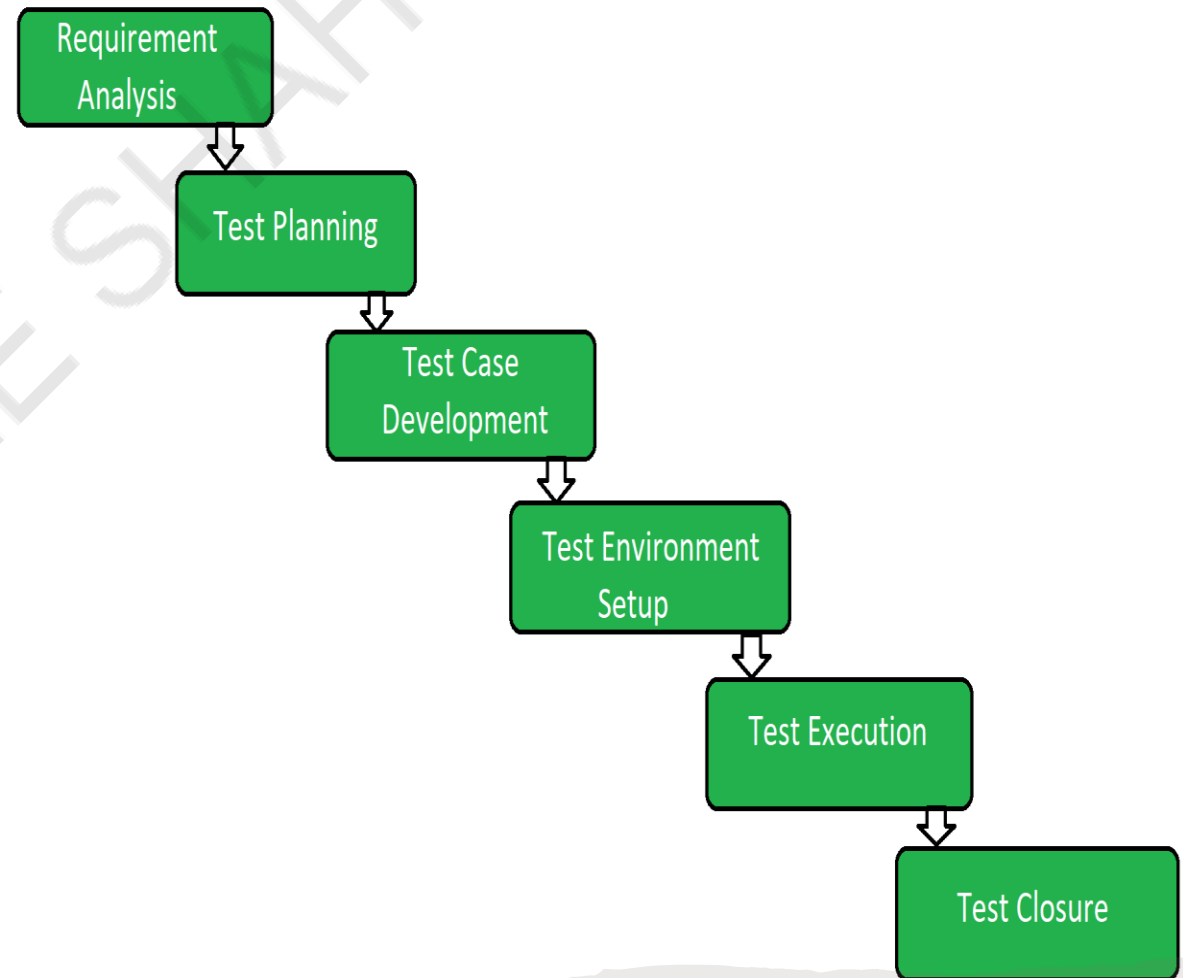 Requirement
Analysis
Test Planning
Test Case
Development
Test Environment
Setup
Test Execution
Test Closure